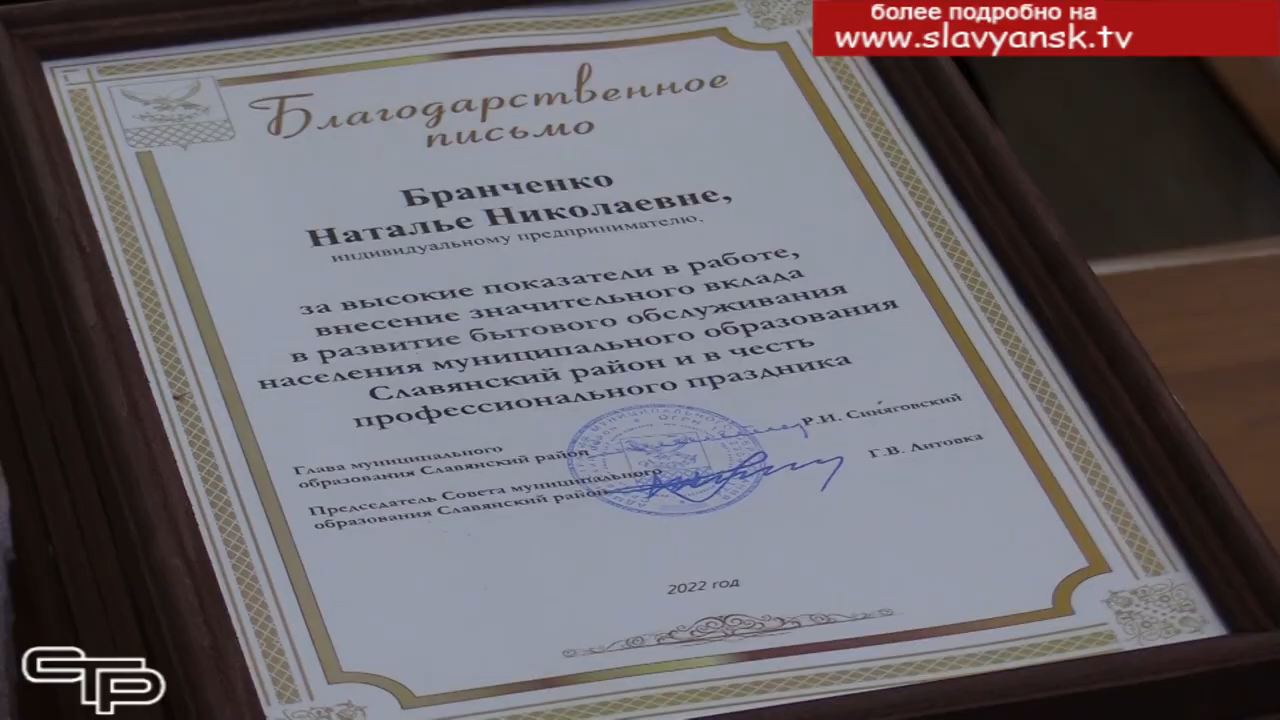 более подробно на
www.slavyansk.tv
Благодарственное
письмо
Бранченко
Наталье Николаевне,
индивидуальному предпринимателю,
за высокие показатели в работе,
внесение значительного вклада
в развитие бытового обслуживания
населения муниципального образования
Славянский район и в честь
профессионального праздника
Глава муниципального
образования Славянский район
Р.И. Синяговский
Председатель Совета муниципального
образования Славянский район
Г.В. Литовка
2022 год
СТР